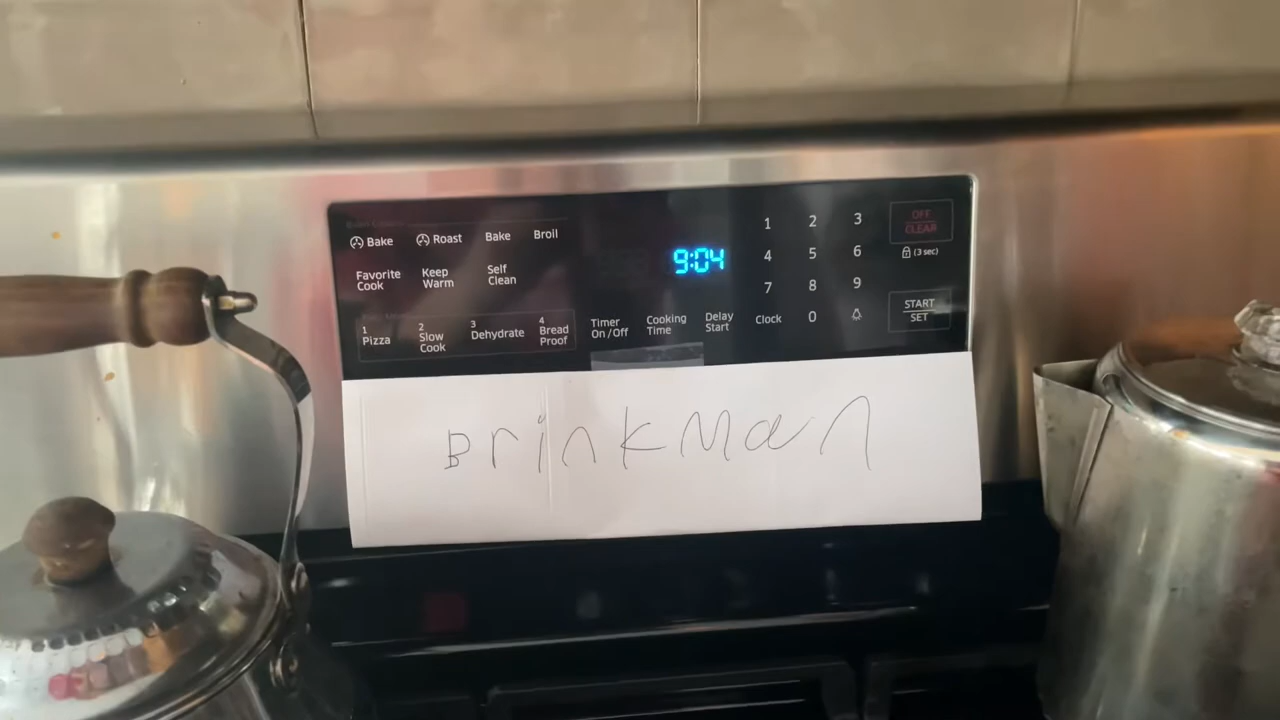 Bake Roast Bake Broil
Favorite Cook Keep Warm Self Clean
1 Pizza 2 Slow Cook 3 Dehydrate 4 Bread Proof
9:04
Timer On/Off Cooking Time Delay Start
1 2 3
4 5 6
7 8 9
Clock 0
OFF CLEAR
(3 sec)
START SET
BrinkMan